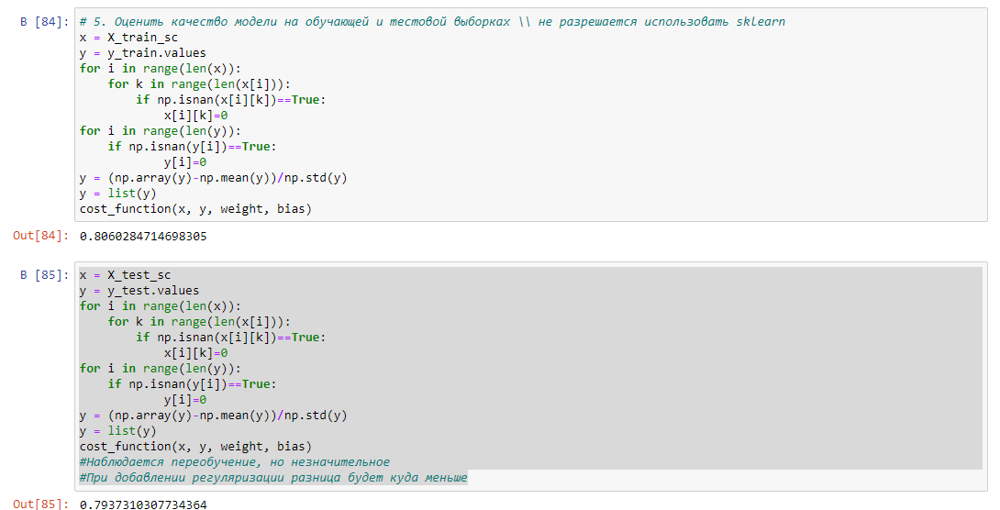 В [84]: # 5. Оценить качество модели на обучающей и тестовой выборках \\ не разрешается использовать sklearn
x = X_train_sc
y = y_train.values
for i in range(len(x)):
    for k in range(len(x[i])):
        if np.isnan(x[i][k])==True:
            x[i][k]=0
for i in range(len(y)):
    if np.isnan(y[i])==True:
            y[i]=0
y = (np.array(y)-np.mean(y))/np.std(y)
y = list(y)
cost_function(x, y, weight, bias)
Out[84]: 0.8060284714698305
В [85]: x = X_test_sc
y = y_test.values
for i in range(len(x)):
    for k in range(len(x[i])):
        if np.isnan(x[i][k])==True:
            x[i][k]=0
for i in range(len(y)):
    if np.isnan(y[i])==True:
            y[i]=0
y = (np.array(y)-np.mean(y))/np.std(y)
y = list(y)
cost_function(x, y, weight, bias)
#Наблюдается переобучение, но незначительное
#При добавлении регуляризации разница будет куда меньше
Out[85]: 0.7937310307734364